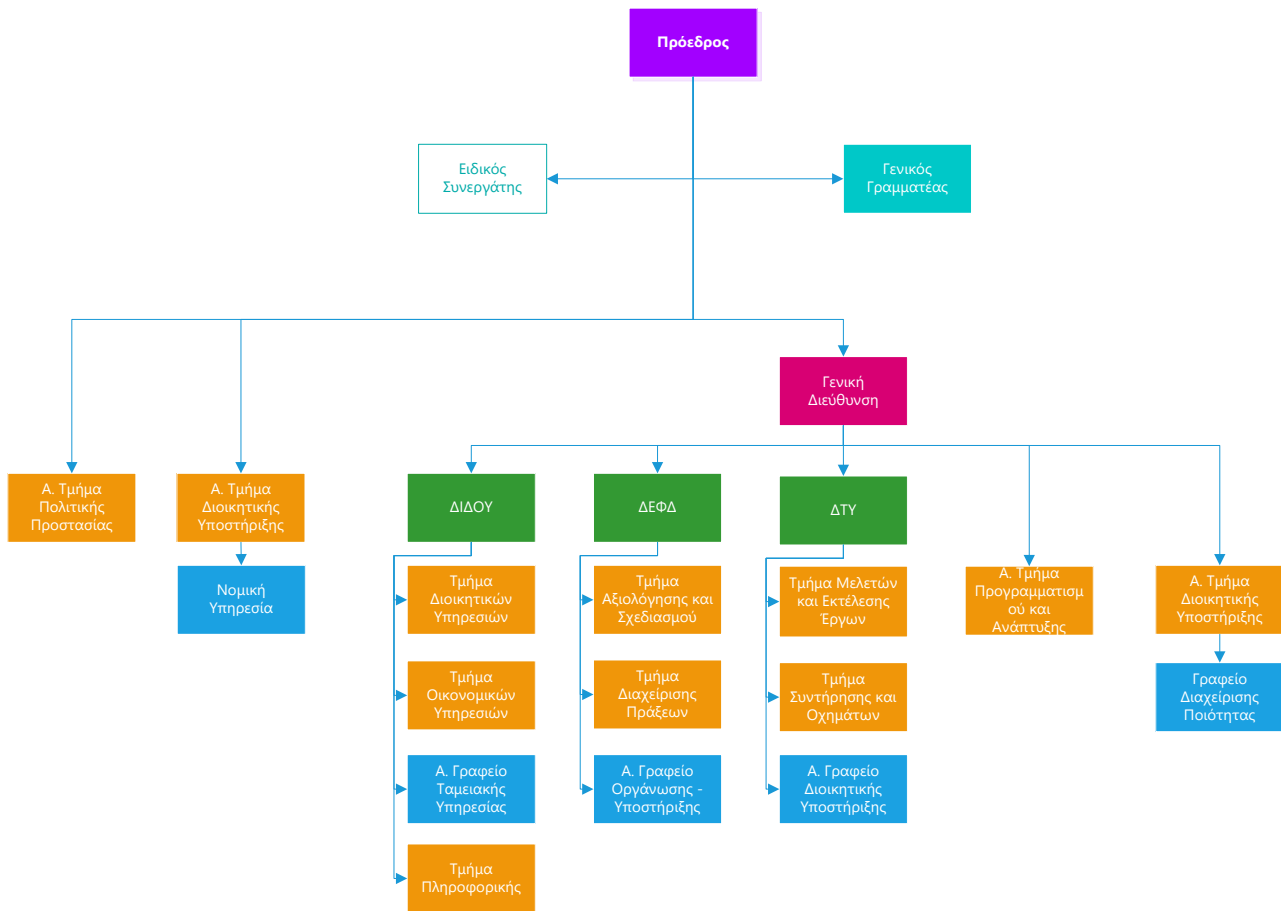 Πρόεδρος
Ειδικός
Συνεργάτης
Γενικός
Γραμματέας
Γενική
Διεύθυνση
Α. Τμήμα
Πολιτικής
Προστασίας
Α. Τμήμα
Διοικητικής
Υποστήριξης
ΔΙΔΟΥ
ΔΕΦΔ
ΔΤΥ
Νομική
Υπηρεσία
Τμήμα
Διοικητικών
Υπηρεσιών
Τμήμα
Αξιολόγησης και
Σχεδιασμού
Τμήμα Μελετών
και Εκτέλεσης
Έργων
Α. Τμήμα
Προγραμματισμ
ού και
Ανάπτυξης
Α. Τμήμα
Διοικητικής
Υποστήριξης
Τμήμα
Οικονομικών
Υπηρεσιών
Τμήμα
Διαχείρισης
Πράξεων
Τμήμα
Συντήρησης και
Οχημάτων
Γραφείο
Διαχείρισης
Ποιότητας
Α. Γραφείο
Ταμειακής
Υπηρεσίας
Α. Γραφείο
Οργάνωσης -
Υποστήριξης
Α. Γραφείο
Διοικητικής
Υποστήριξης
Τμήμα
Πληροφορικής